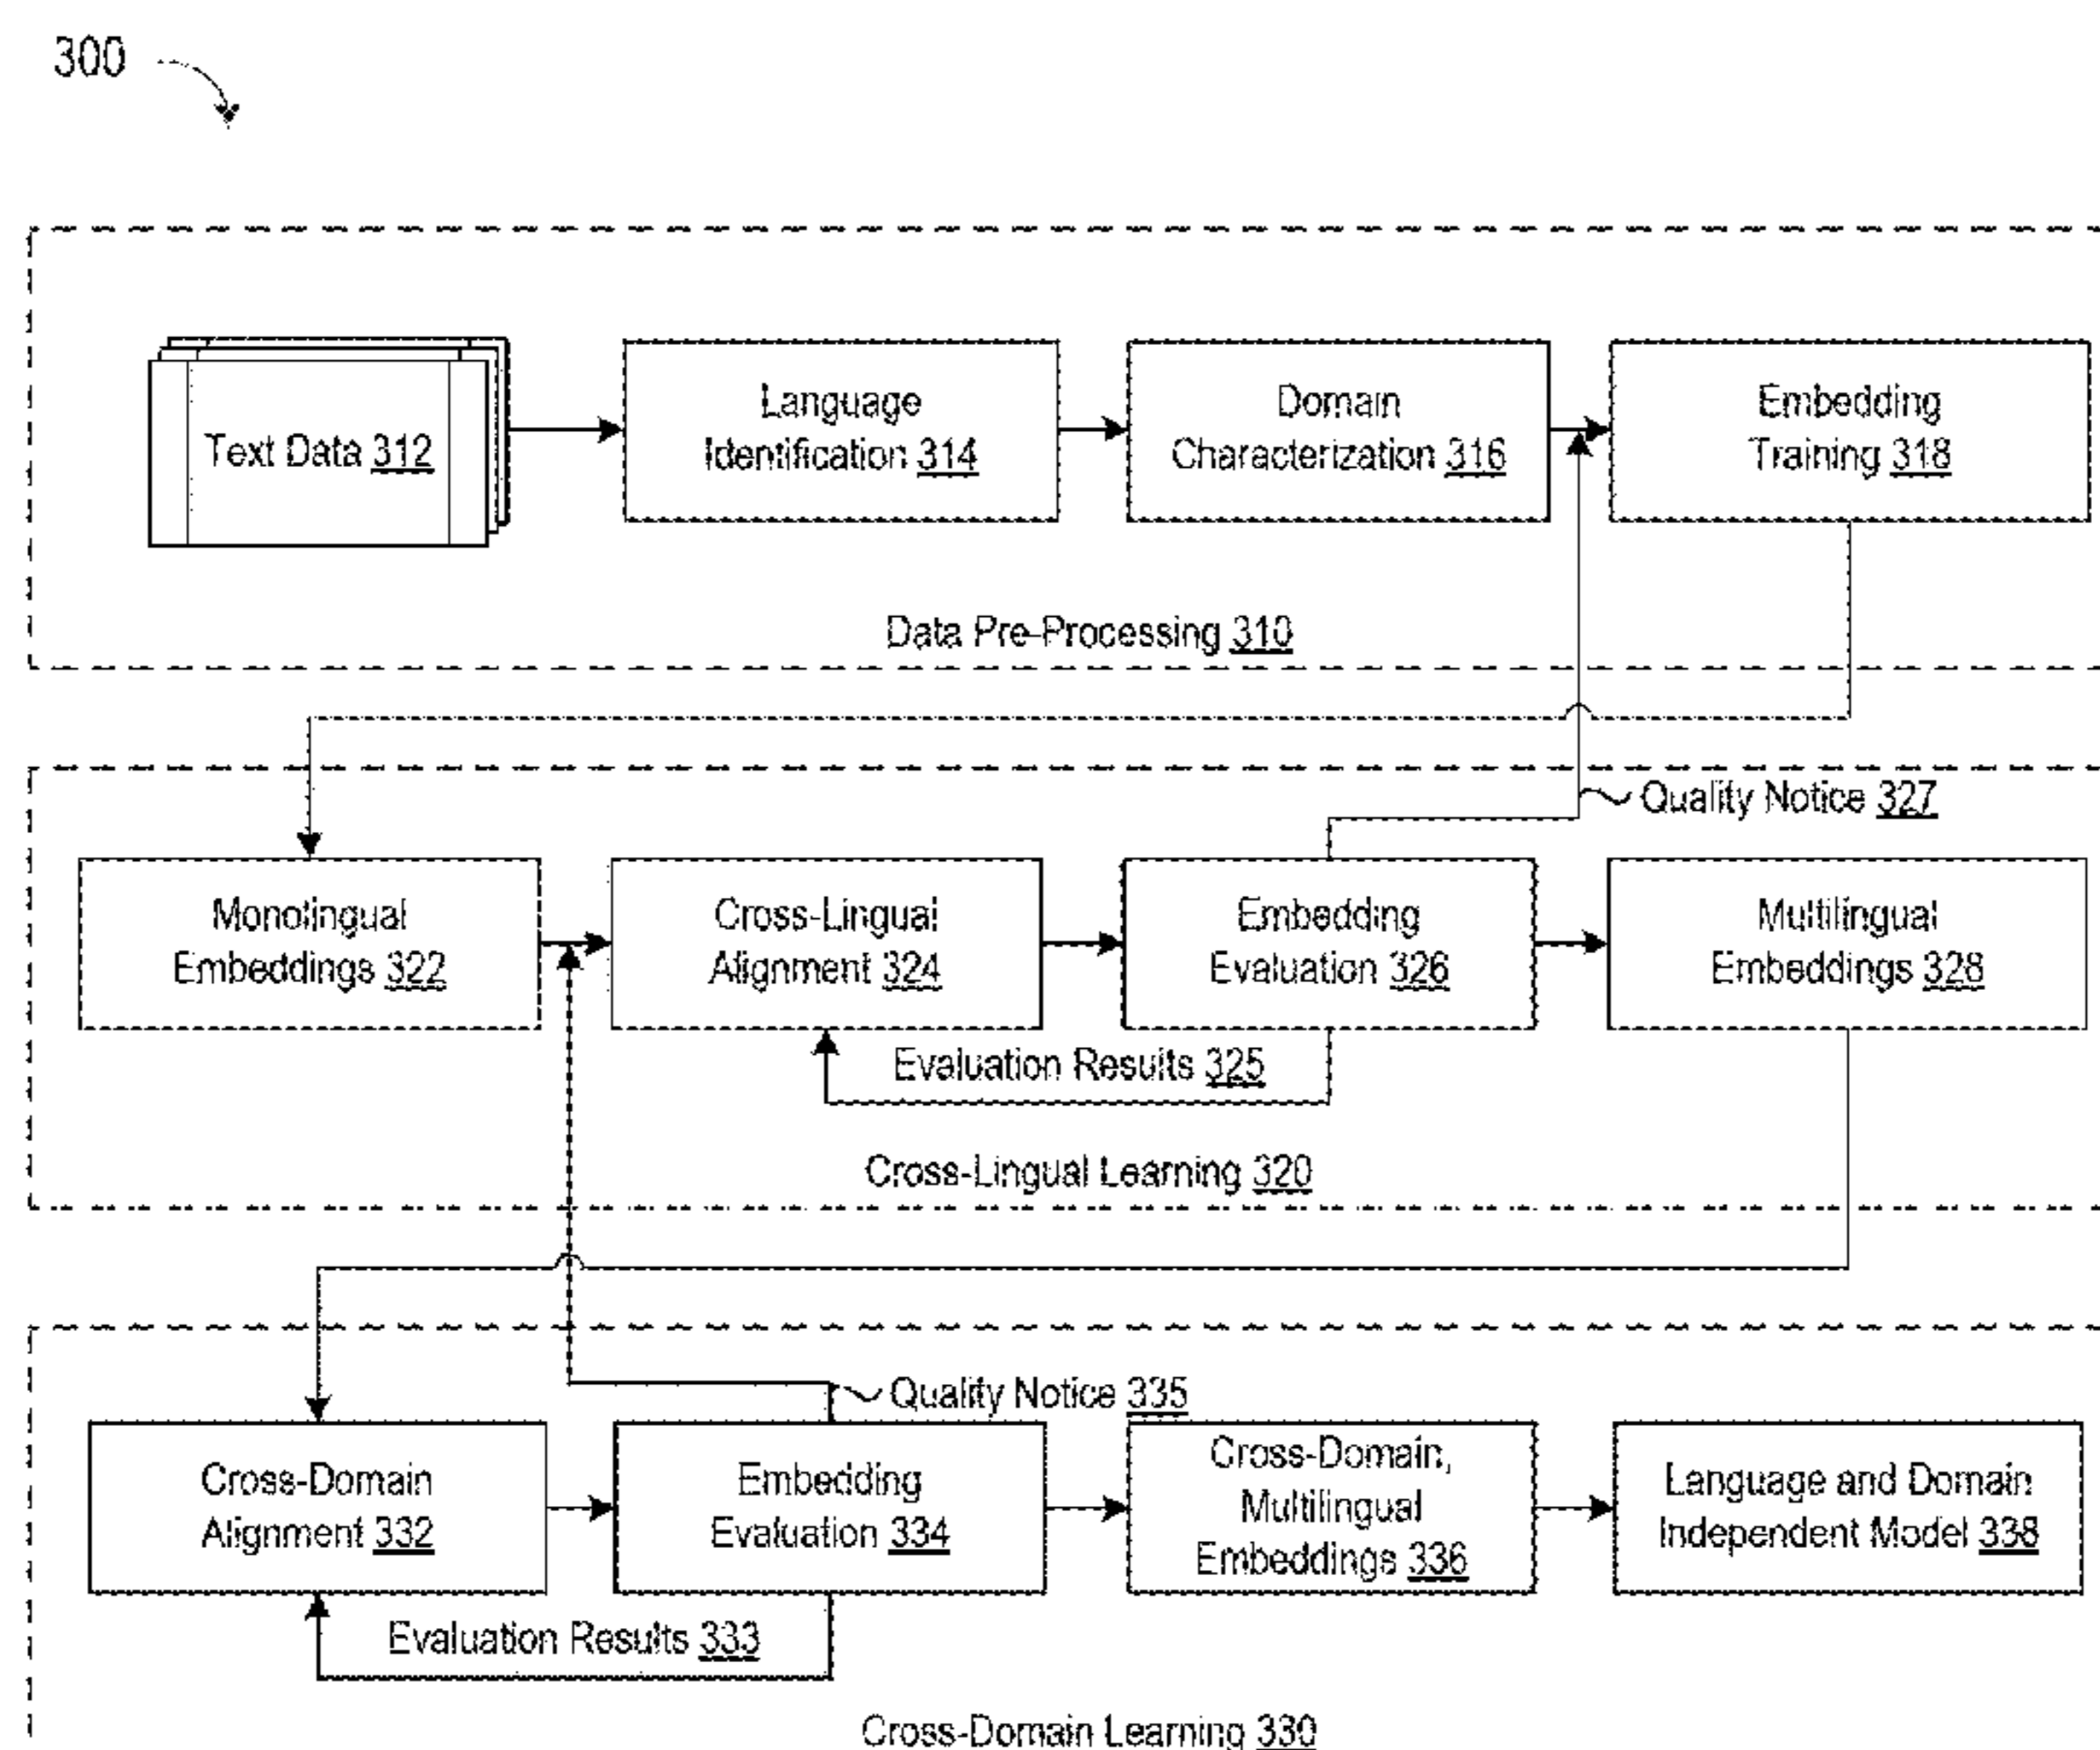 300
Text Data 312
Language
Identification 314
Domain
Characterization 316
Embedding
Training 318
Data Pre-Processing 310
Quality Notice 327
Monolingual
Embeddings 322
Cross-Lingual
Alignment 324
Embedding
Evaluation 326
Multilingual
Embeddings 328
Evaluation Results 325
Cross-Lingual Learning 320
Quality Notice 335
Cross-Domain
Alignment 332
Embedding
Evaluation 334
Cross-Domain,
Multilingual
Embeddings 336
Language and Domain
Independent Model 338
Evaluation Results 333
Cross-Domain Learning 330